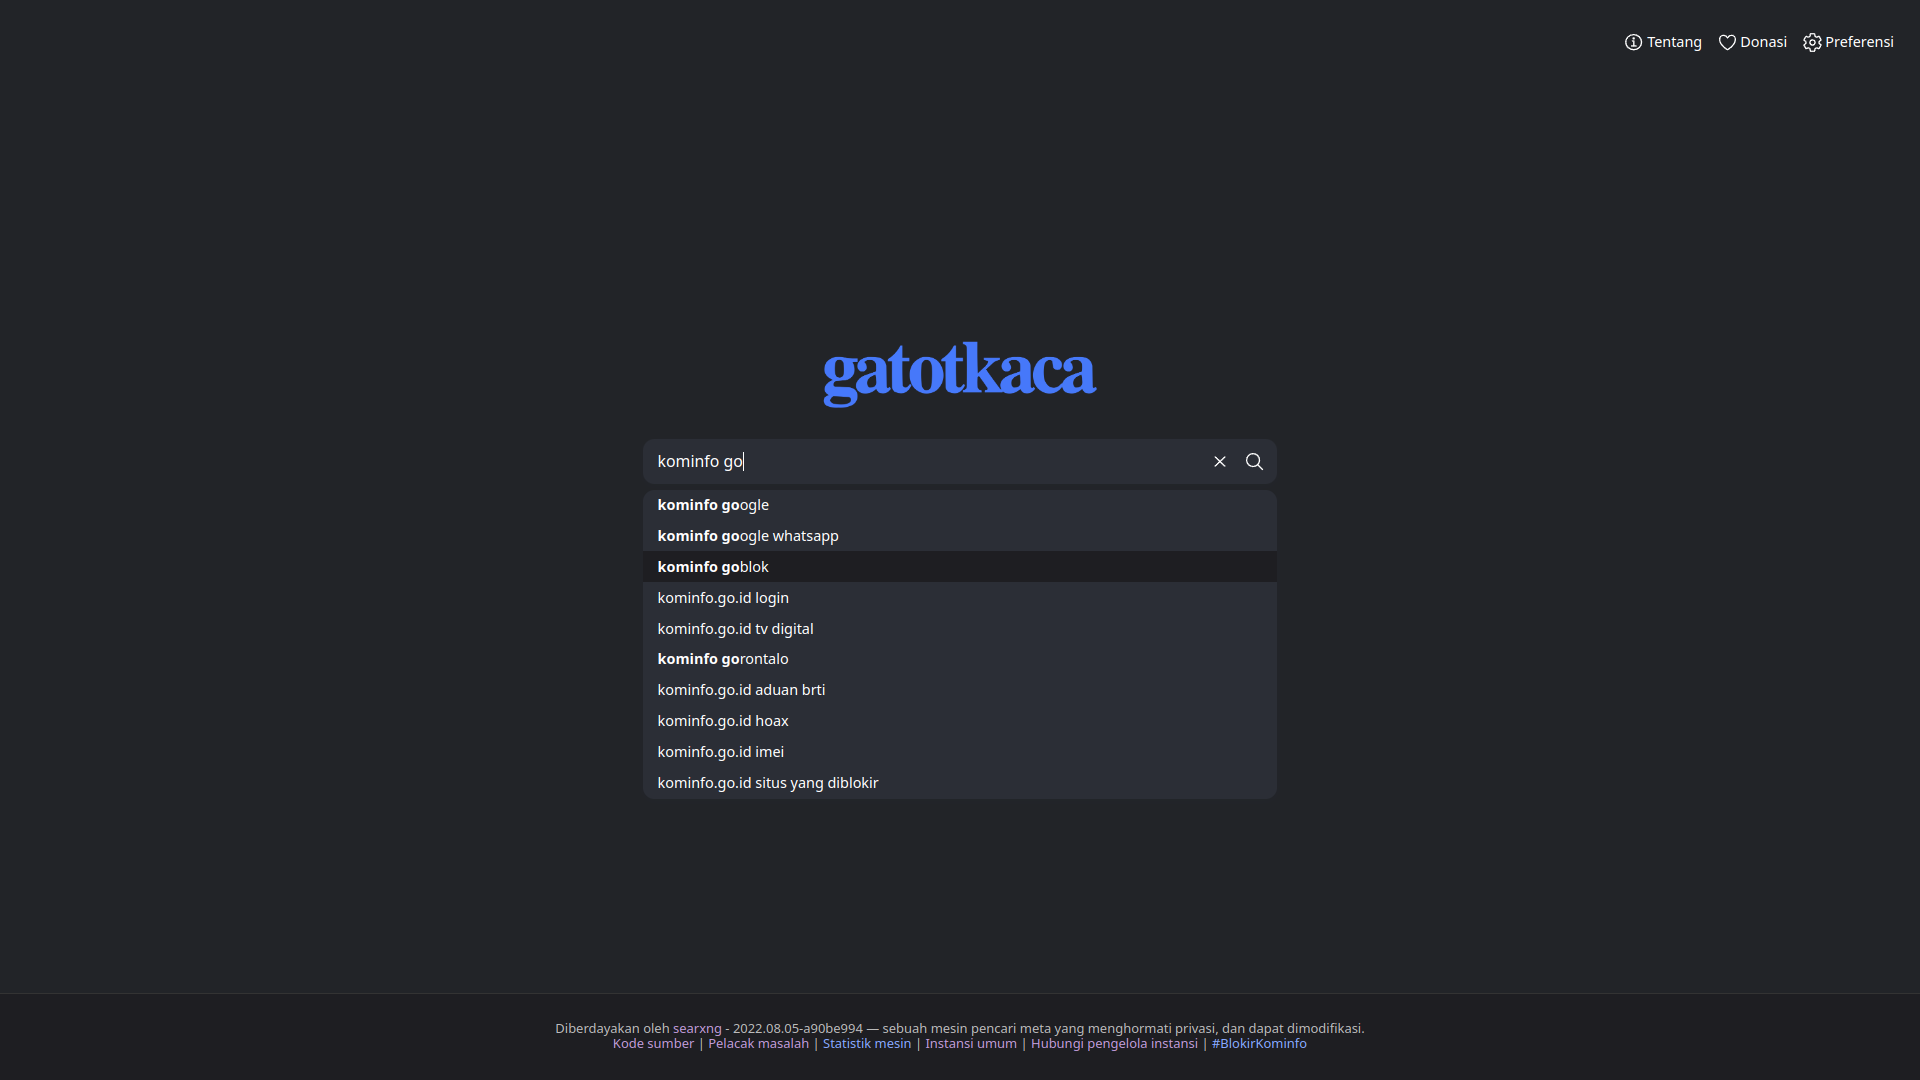 Tentang Donasi Preferensi
gatotkaca
kominfo go
kominfo google
kominfo google whatsapp
kominfo goblok
kominfo.go.id login
kominfo.go.id tv digital
kominfo gorontalo
kominfo.go.id aduan brti
kominfo.go.id hoax
kominfo.go.id imei
kominfo.go.id situs yang diblokir
Diberdayakan oleh searxng - 2022.08.05-a90be994 — sebuah mesin pencari meta yang menghormati privasi, dan dapat dimodifikasi.
Kode sumber | Pelacak masalah | Statistik mesin | Instansi umum | Hubungi pengelola instansi | #BlokirKominfo